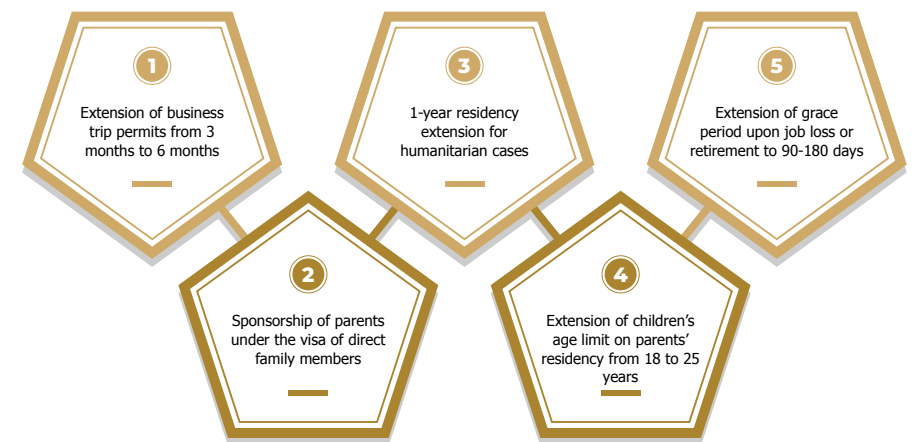 1
Extension of business
trip permits from 3
months to 6 months
2
Sponsorship of parents
under the visa of direct
family members
3
1-year residency
extension for
humanitarian cases
4
Extension of children’s
age limit on parents’
residency from 18 to 25
years
5
Extension of grace
period upon job loss or
retirement to 90-180 days